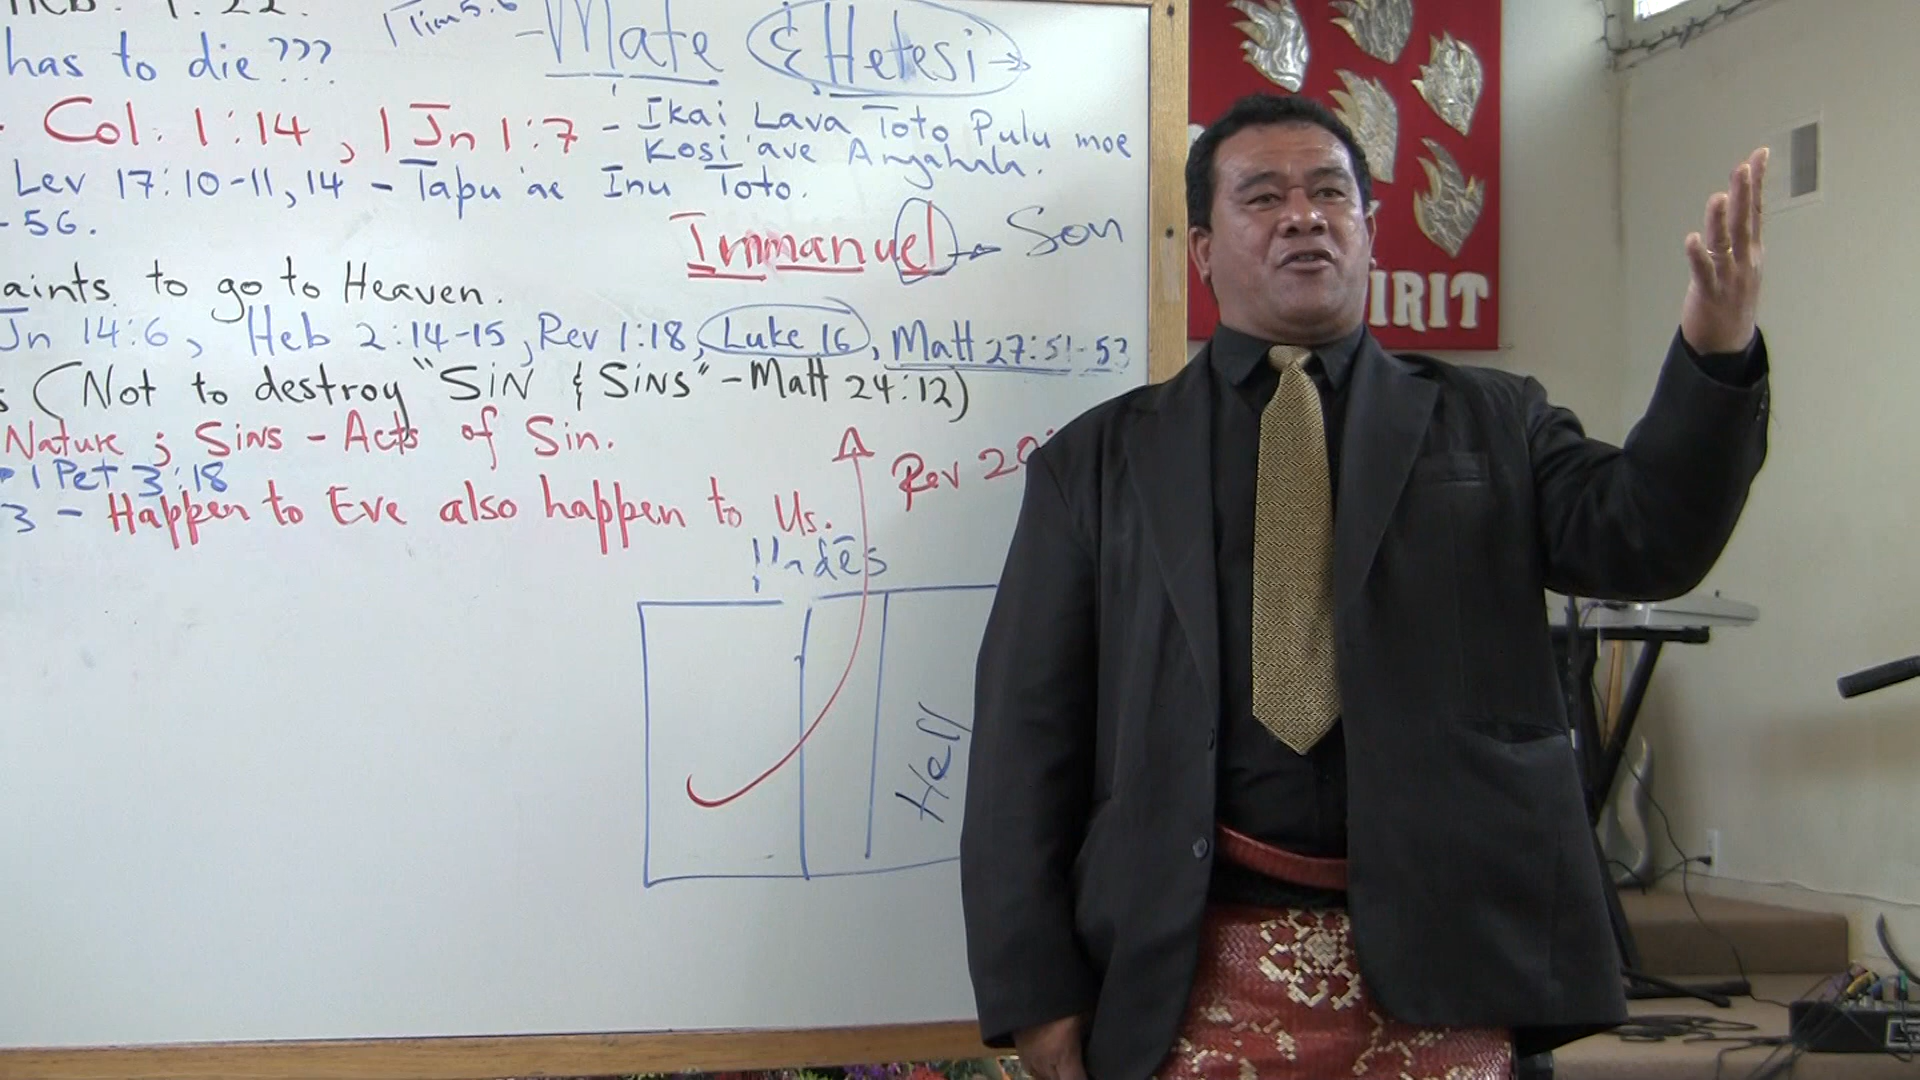 1 Tim 5:6 - Mate & Hetesi →
has to die ???
Col. 1:14, 1 Jn 1:7 - Ikai Lava Toto Pulu moe
Kosi 'ave Angahala.
Lev 17:10-11, 14 - Tapu 'ae Inu Toto.
-56.
Immanuel → Son
aints to go to Heaven.
Jn 14:6, Heb 2:14-15, Rev 1:18, Luke 16, Matt 27:51-53
s (Not to destroy "SiN & SiNS" - Matt 24:12)
Nature ; Sins - Acts of Sin.
1 Pet 3:18
Rev 20:
3 - Happen to Eve also happen to Us.
Hell
IRIT